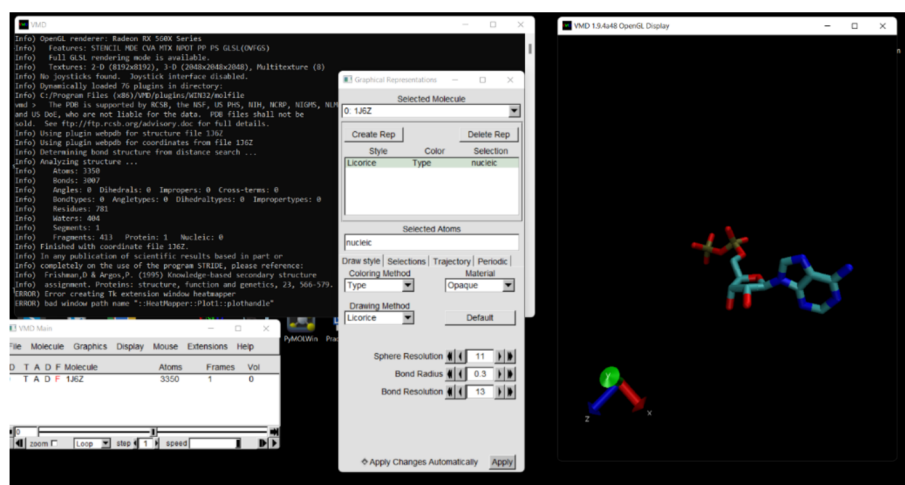 VMD
Info) OpenGL renderer: Radeon RX 560X Series
Info) Features: STENCIL MDE CVA MTX NPOT PP PS GLSL(OVFGS)
Info) Full GLSL rendering mode is available.
Info) Textures: 2-D (8192x8192), 3-D (2048x2048x2048), Multitexture (8)
Info) No joysticks found. Joystick interface disabled.
Info) Dynamically loaded 76 plugins in directory:
Info) C:/Program Files (x86)/VMD/plugins/WIN32/molfile
vmd > The PDB is supported by RCSB, the NSF, US PHS, NIH, NCRP, NIGMS, NLM
and US DoE, who are not liable for the data. PDB files shall not be
sold. See ftp://ftp.rcsb.org/advisory.doc for full details.
Info) Using plugin webpdb for structure file 1J6Z
Info) Using plugin webpdb for coordinates from file 1J6Z
Info) Determining bond structure from distance search ...
Info) Analyzing structure ...
Info) Atoms: 3350
Info) Bonds: 3007
Info) Angles: 0 Dihedrals: 0 Impropers: 0 Cross-terms: 0
Info) Bondtypes: 0 Angletypes: 0 Dihedraltypes: 0 Impropertypes: 0
Info) Residues: 781
Info) Waters: 404
Info) Segments: 1
Info) Fragments: 413 Protein: 1 Nucleic: 0
Info) Finished with coordinate file 1J6Z.
Info) In any publication of scientific results based in part or
Info) completely on the use of the program STRIDE, please reference:
Info) Frishman,D & Argos,P. (1995) Knowledge-based secondary structure
Info) assignment. Proteins: structure, function and genetics, 23, 566-579.
ERROR) Error creating Tk extension window heatmapper
ERROR) bad window path name "::HeatMapper::Plot1::plothandle"
PyMOLWin Prac
VMD Main
File Molecule Graphics Display Mouse Extensions Help
D T A D F Molecule Atoms Frames Vol
T A D F 1J6Z 3350 1 0
0
zoom Loop step 1 speed
Graphical Representations
Selected Molecule
0: 1J6Z
Create Rep Delete Rep
Style Color Selection
Licorice Type nucleic
Selected Atoms
nucleic
Draw style Selections Trajectory Periodic
Coloring Method Material
Type Opaque
Drawing Method
Licorice Default
Sphere Resolution 11
Bond Radius 0.3
Bond Resolution 13
Apply Changes Automatically Apply
VMD 1.9.4a48 OpenGL Display
n
Y
Z X